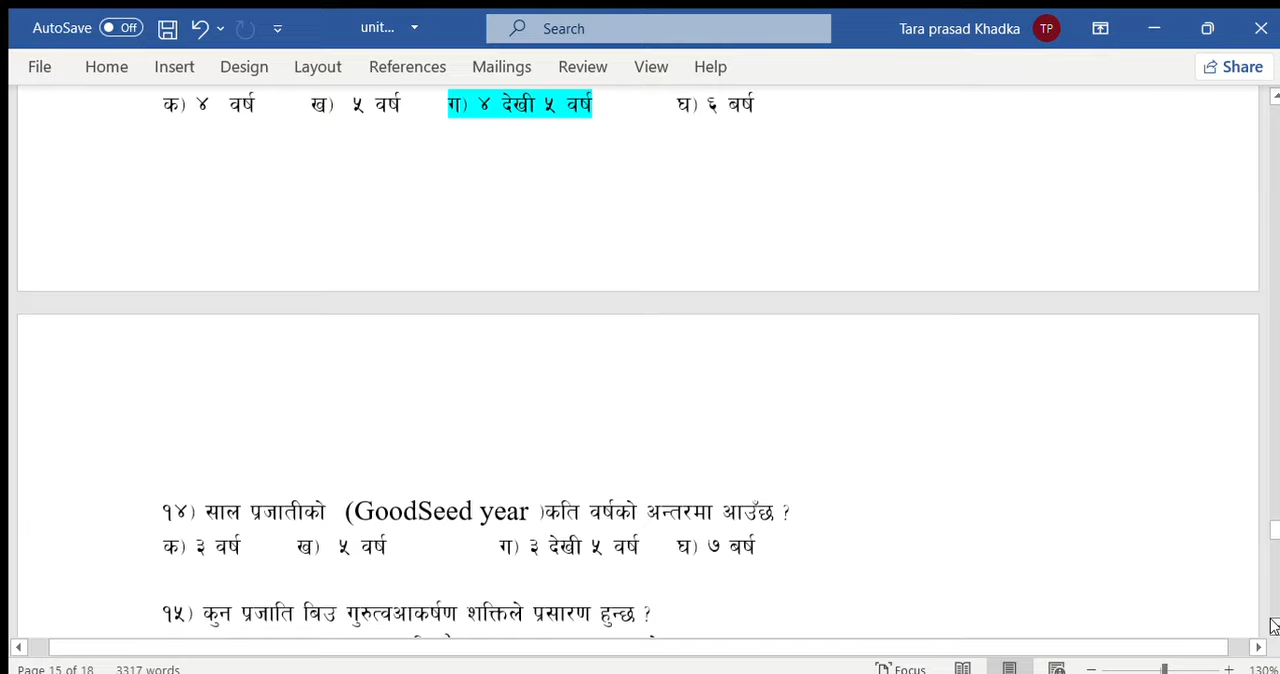 AutoSave Off unit... Search Tara prasad Khadka TP
File Home Insert Design Layout References Mailings Review View Help Share
क) ४ वर्ष ख) ५ वर्ष ग) ४ देखी ५ वर्ष घ) ६ बर्ष
१४) साल प्रजातीको (GoodSeed year )कति वर्षको अन्तरमा आउँछ ?
क) ३ वर्ष ख) ५ वर्ष ग) ३ देखी ५ वर्ष घ) ७ बर्ष
१५) कुन प्रजाति बिउ गुरुत्वआकर्षण शक्तिले प्रसारण हुन्छ ?
Page 15 of 18 3317 words Focus 130%